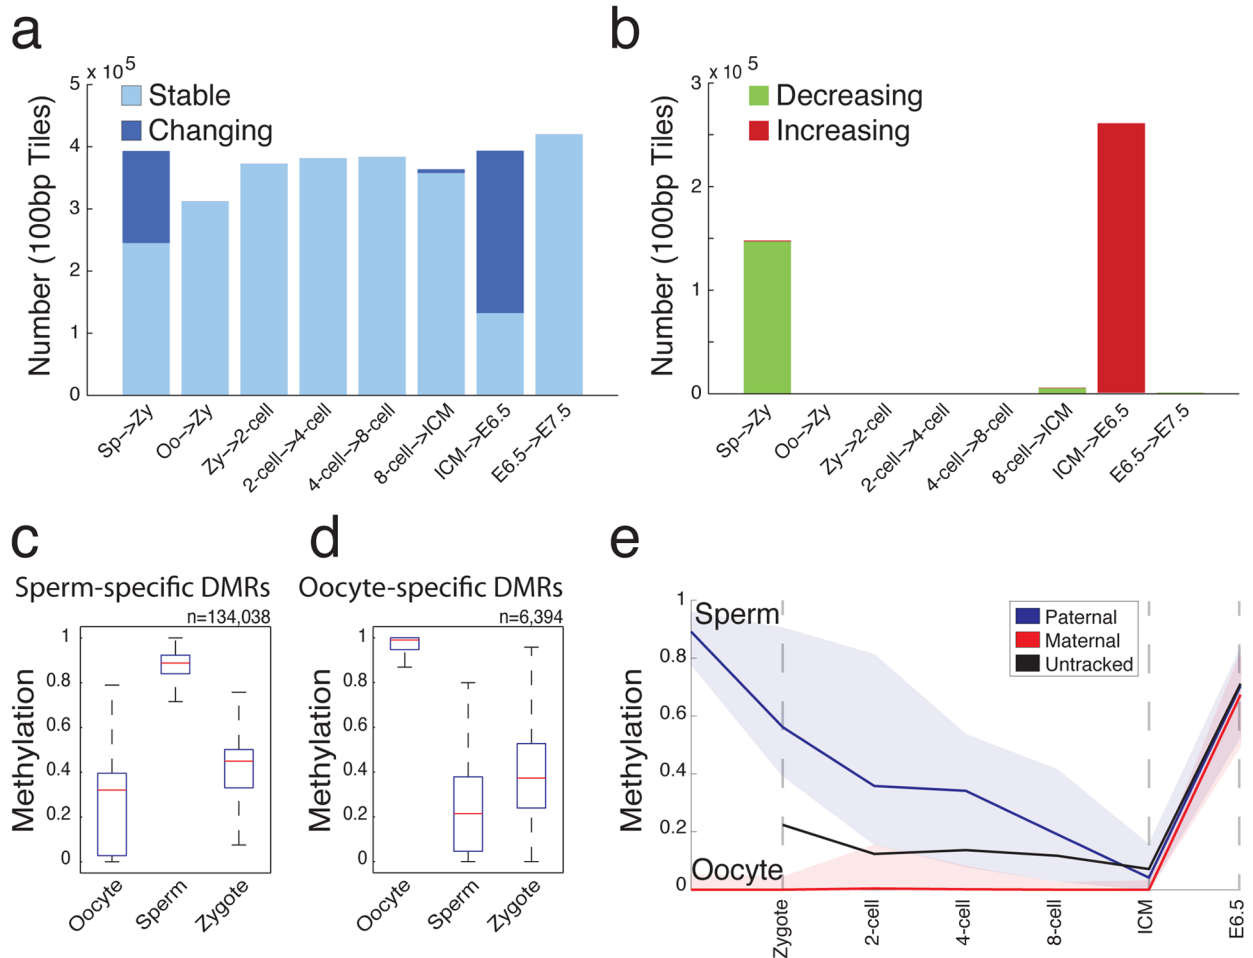 a
x 10⁵
Stable
Changing
Number (100bp Tiles)
5
4
3
2
1
0
Sp-->Zy
Oo-->Zy
Zy-->2-cell
2-cell-->4-cell
4-cell-->8-cell
8-cell-->ICM
ICM-->E6.5
E6.5-->E7.5
b
x 10⁵
Decreasing
Increasing
Number (100bp Tiles)
3
2
1
0
Sp-->Zy
Oo-->Zy
Zy-->2-cell
2-cell-->4-cell
4-cell-->8-cell
8-cell-->ICM
ICM-->E6.5
E6.5-->E7.5
c
Sperm-specific DMRs
n=134,038
Methylation
1
0.8
0.6
0.4
0.2
0
Oocyte
Sperm
Zygote
d
Oocyte-specific DMRs
n=6,394
Methylation
1
0.8
0.6
0.4
0.2
0
Oocyte
Sperm
Zygote
e
Methylation
1
0.8
0.6
0.4
0.2
0
Sperm
Oocyte
Paternal
Maternal
Untracked
Zygote
2-cell
4-cell
8-cell
ICM
E6.5